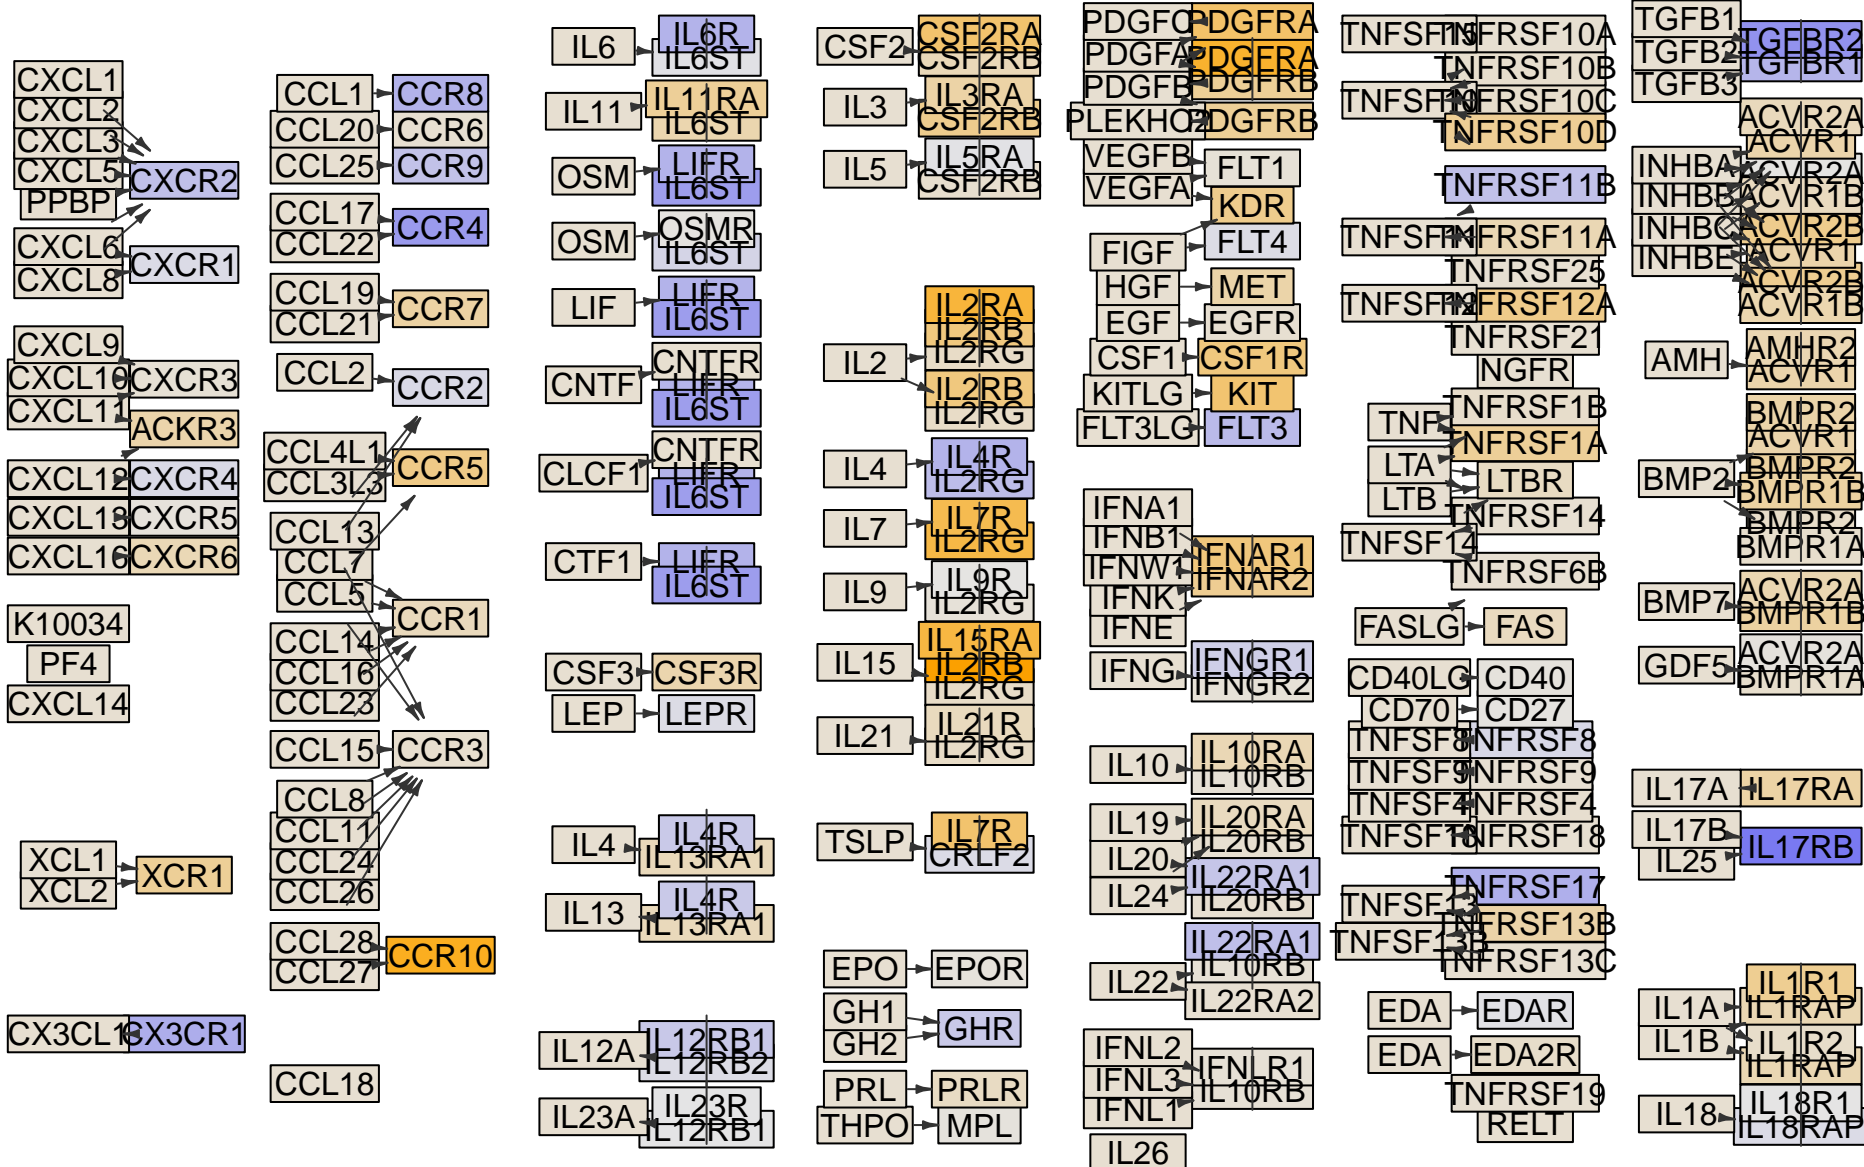 CXCL1
CXCL2
CXCL3
CXCL5
PPBP
CXCR2
CXCL6
CXCL8
CXCR1
CXCL9
CXCL10
CXCL11
CXCR3
ACKR3
CXCL12
CXCR4
CXCL13
CXCR5
CXCL16
CXCR6
K10034
PF4
CXCL14
XCL1
XCL2
XCR1
CX3CL1
CX3CR1
CCL1
CCR8
CCL20
CCR6
CCL25
CCR9
CCL17
CCL22
CCR4
CCL19
CCL21
CCR7
CCL2
CCR2
CCL4L1
CCL3L3
CCR5
CCL13
CCL7
CCL5
CCR1
CCL14
CCL16
CCL23
CCL15
CCR3
CCL8
CCL11
CCL24
CCL26
CCL28
CCL27
CCR10
CCL18
IL6
IL6R
IL6ST
IL11
IL11RA
IL6ST
OSM
LIFR
IL6ST
OSM
OSMR
IL6ST
LIF
LIFR
IL6ST
CNTF
CNTFR
LIFR
IL6ST
CLCF1
CNTFR
LIFR
IL6ST
CTF1
LIFR
IL6ST
CSF3
CSF3R
LEP
LEPR
IL4
IL4R
IL13RA1
IL13
IL4R
IL13RA1
IL12A
IL12RB1
IL12RB2
IL23A
IL23R
IL12RB1
CSF2
CSF2RA
CSF2RB
IL3
IL3RA
CSF2RB
IL5
IL5RA
CSF2RB
IL2
IL2RA
IL2RB
IL2RG
IL2RB
IL2RG
IL4
IL4R
IL2RG
IL7
IL7R
IL2RG
IL9
IL9R
IL2RG
IL15
IL15RA
IL2RB
IL2RG
IL21
IL21R
IL2RG
TSLP
IL7R
CRLF2
EPO
EPOR
GH1
GH2
GHR
PRL
PRLR
THPO
MPL
PDGFC
PDGFRA
PDGFA
PDGFRA
PDGFB
PDGFRB
PLEKHO2
PDGFRB
VEGFB
VEGFA
FLT1
KDR
FIGF
FLT4
HGF
MET
EGF
EGFR
CSF1
CSF1R
KITLG
KIT
FLT3LG
FLT3
IFNA1
IFNB1
IFNW1
IFNK
IFNE
IFNAR1
IFNAR2
IFNG
IFNGR1
IFNGR2
IL10
IL10RA
IL10RB
IL19
IL20
IL24
IL20RA
IL20RB
IL22RA1
IL20RB
IL22
IL22RA1
IL10RB
IL22RA2
IFNL2
IFNL3
IFNL1
IFNLR1
IL10RB
IL26
TNFSF15
TNFRSF10A
TNFRSF10B
TNFSF10
TNFRSF10C
TNFRSF10D
TNFRSF11B
TNFSF11
TNFRSF11A
TNFRSF25
TNFSF12
TNFRSF12A
TNFRSF21
NGFR
TNFRSF1B
TNF
TNFRSF1A
LTA
LTB
LTBR
TNFRSF14
TNFSF14
TNFRSF6B
FASLG
FAS
CD40LG
CD40
CD70
CD27
TNFSF8
TNFRSF8
TNFSF9
TNFRSF9
TNFSF4
TNFRSF4
TNFSF18
TNFRSF18
TNFRSF17
TNFSF13
TNFRSF13B
TNFSF13B
TNFRSF13C
EDA
EDAR
EDA
EDA2R
TNFRSF19
RELT
TGFB1
TGFB2
TGFB3
TGFBR2
TGFBR1
INHBA
INHBB
INHBC
INHBE
ACVR2A
ACVR1
ACVR2A
ACVR1B
ACVR2B
ACVR1
ACVR2B
ACVR1B
AMH
AMHR2
ACVR1
BMP2
BMPR2
ACVR1
BMPR2
BMPR1B
BMPR2
BMPR1A
BMP7
ACVR2A
BMPR1B
GDF5
ACVR2A
BMPR1A
IL17A
IL17RA
IL17B
IL25
IL17RB
IL1A
IL1B
IL1R1
IL1RAP
IL1R2
IL1RAP
IL18
IL18R1
IL18RAP